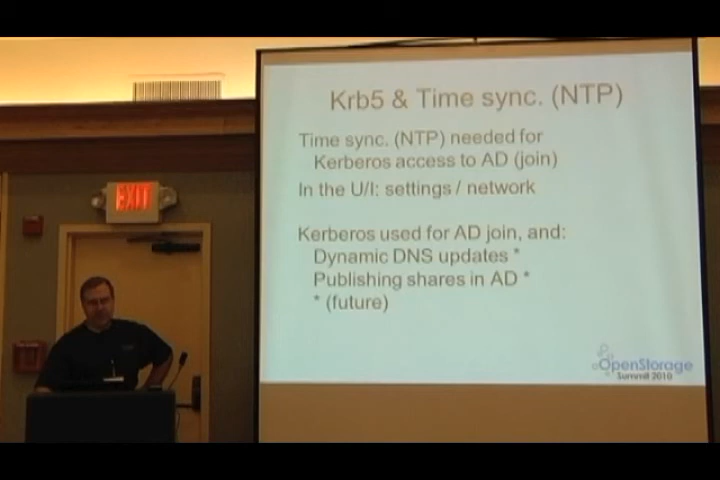 Krb5 & Time sync. (NTP)
Time sync. (NTP) needed for
Kerberos access to AD (join)
In the U/I: settings / network
Kerberos used for AD join, and:
Dynamic DNS updates *
Publishing shares in AD *
* (future)
EXIT
OpenStorage
Summit 2010